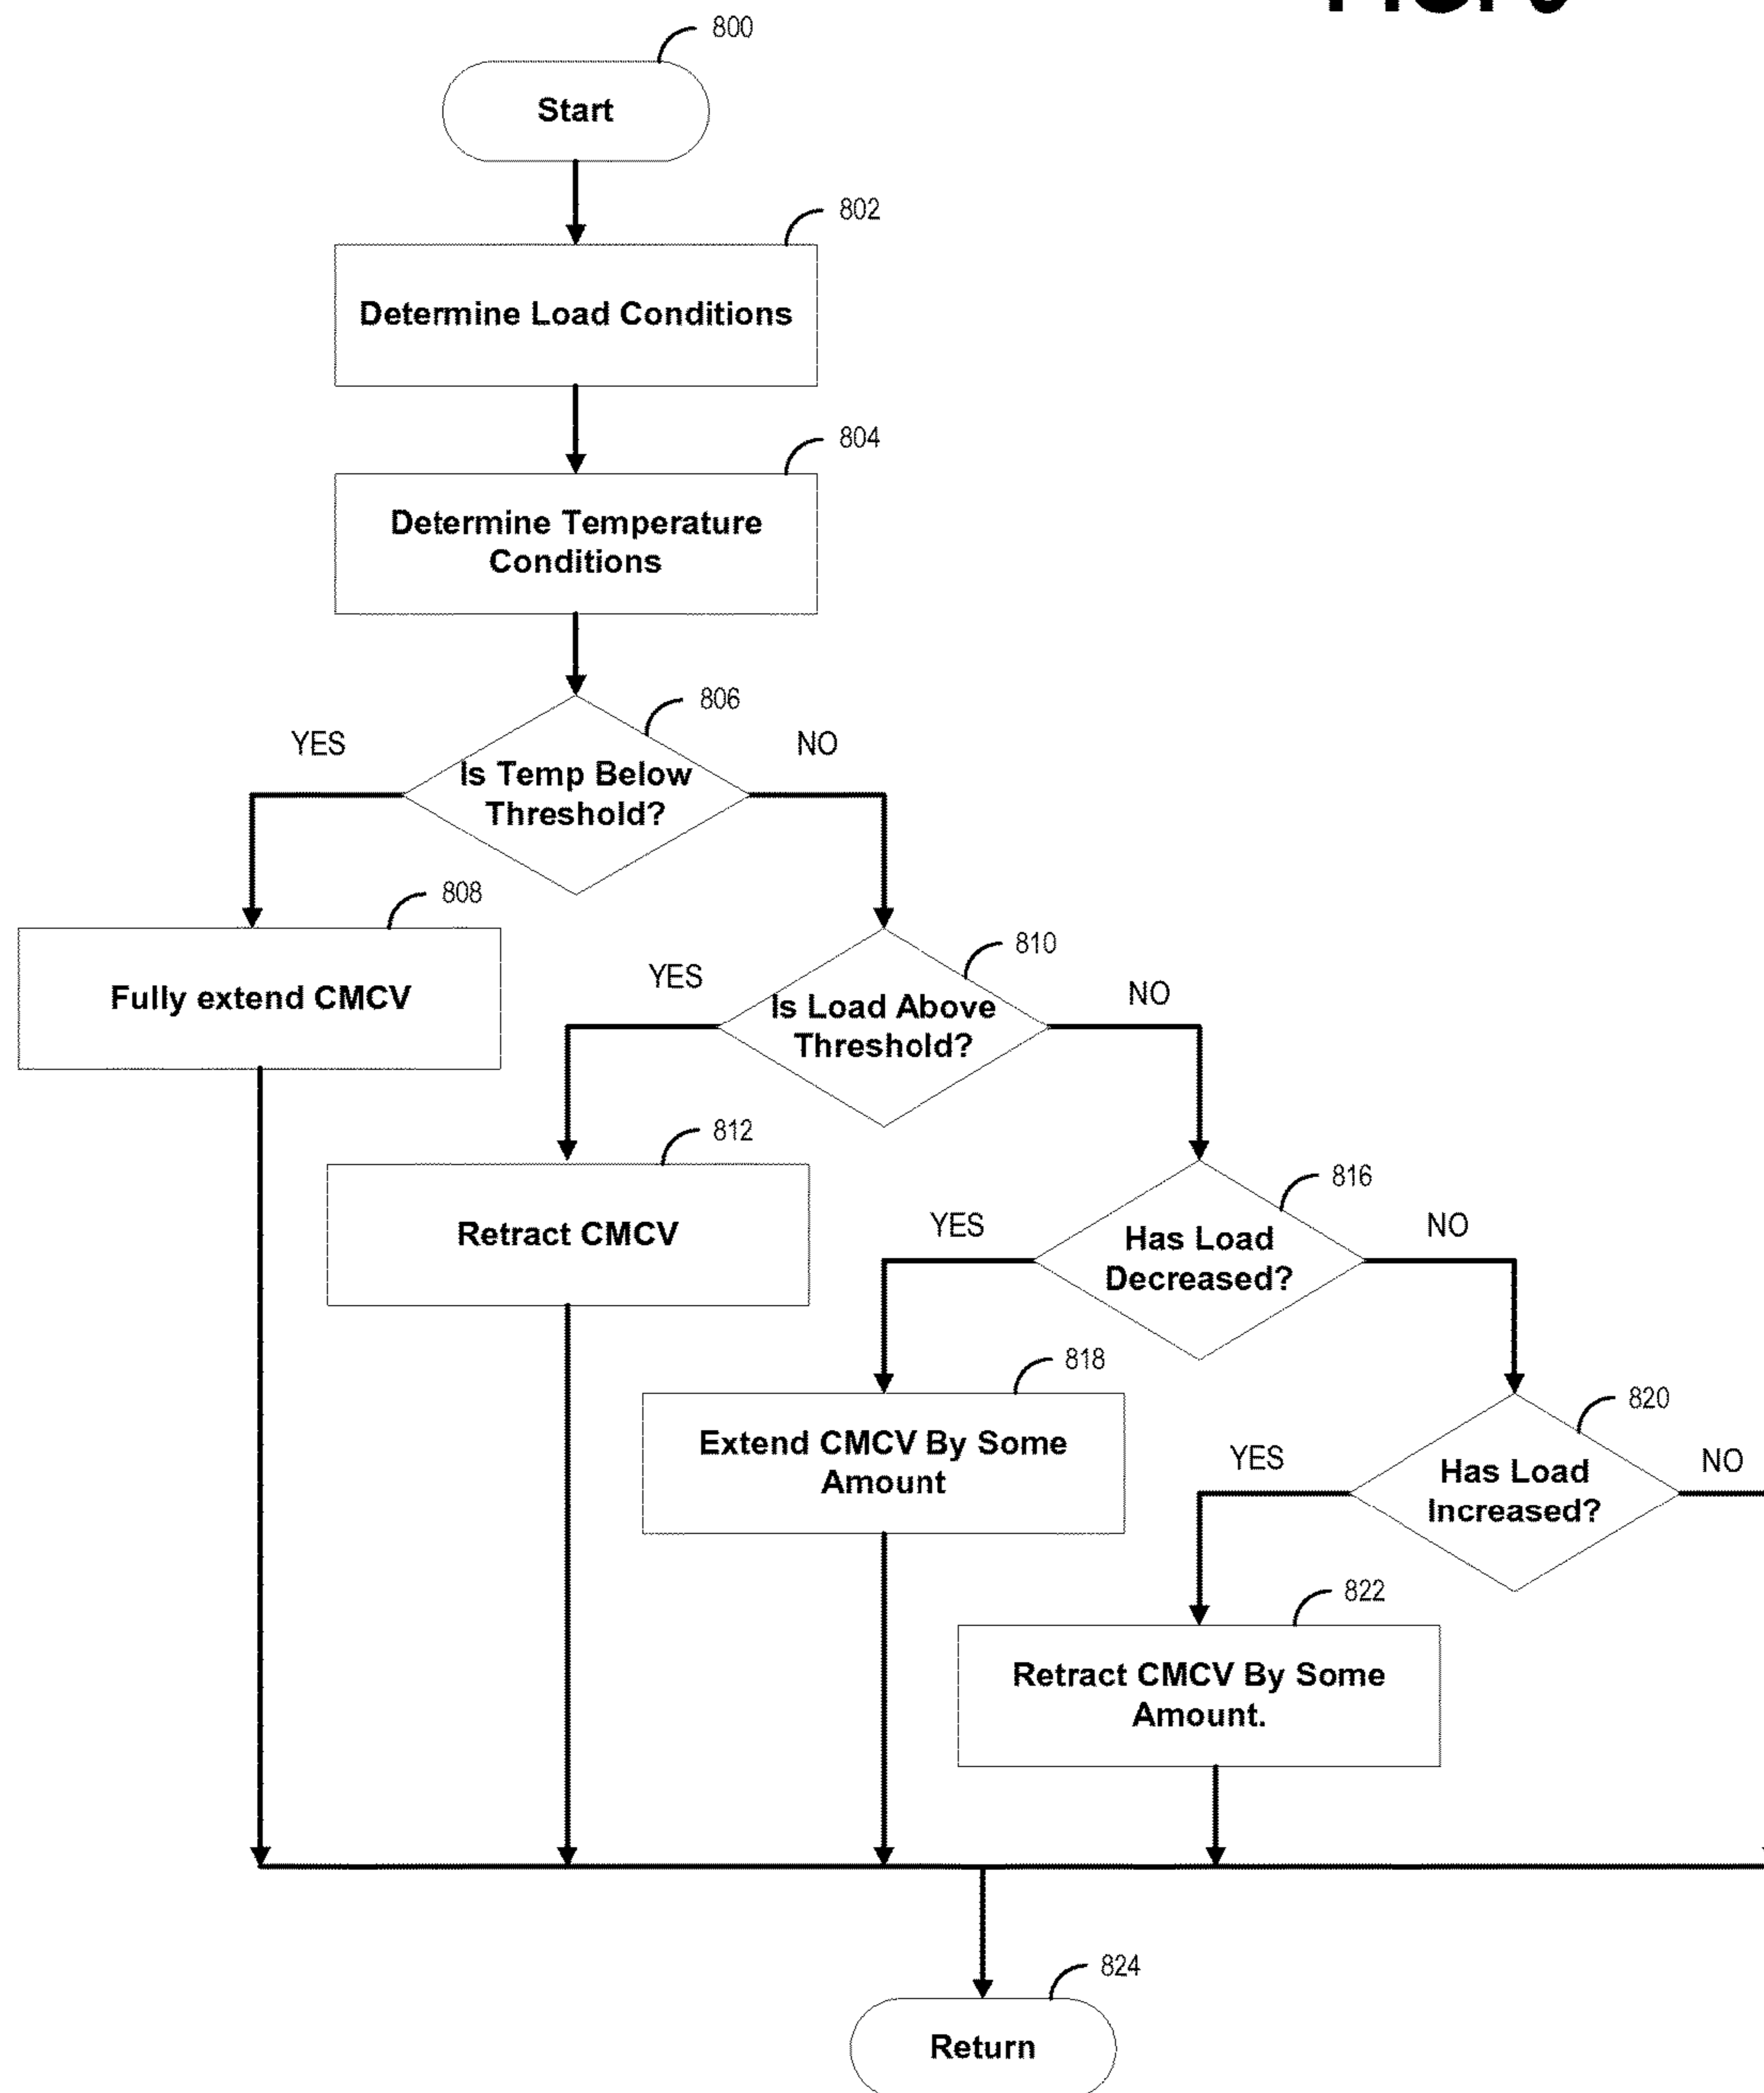 800
Start
802
Determine Load Conditions
804
Determine Temperature
Conditions
806
YES
NO
Is Temp Below
Threshold?
808
Fully extend CMCV
810
YES
NO
Is Load Above
Threshold?
812
Retract CMCV
816
YES
NO
Has Load
Decreased?
818
Extend CMCV By Some
Amount
820
YES
NO
Has Load
Increased?
822
Retract CMCV By Some
Amount.
824
Return